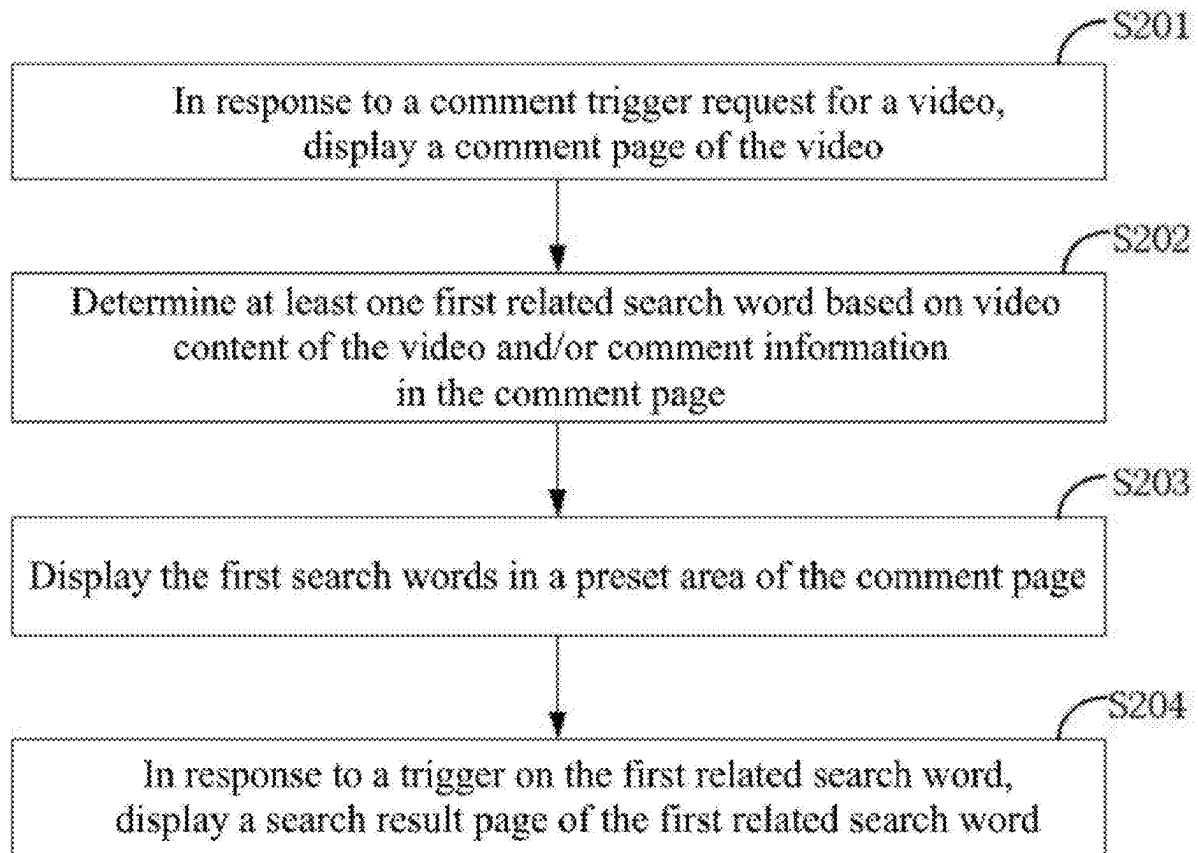 S201
In response to a comment trigger request for a video,
display a comment page of the video
S202
Determine at least one first related search word based on video
content of the video and/or comment information
in the comment page
S203
Display the first search words in a preset area of the comment page
S204
In response to a trigger on the first related search word,
display a search result page of the first related search word